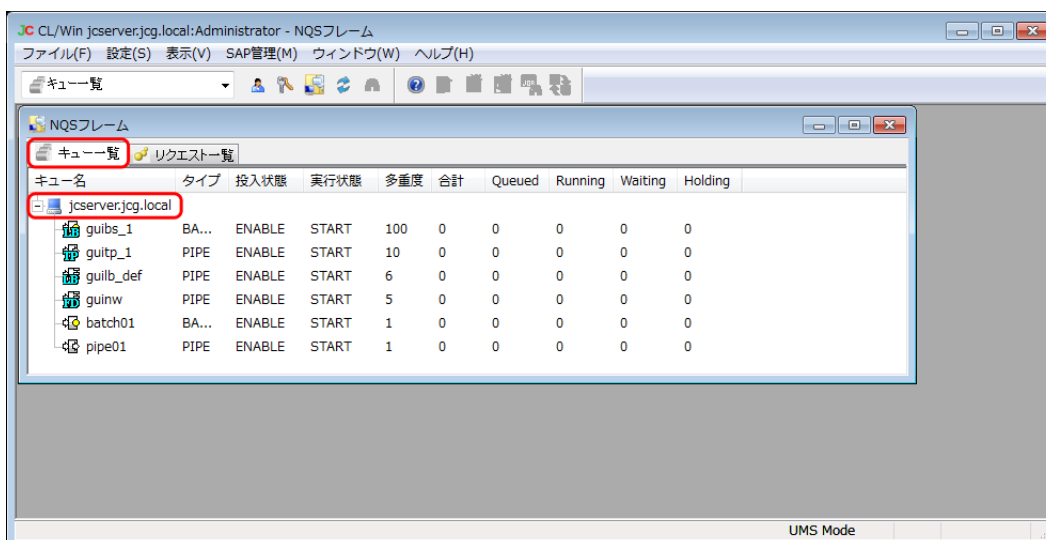 JC CL/Win jcserver.jcg.local:Administrator - NQSフレーム
ファイル(F) 設定(S) 表示(V) SAP管理(M) ウィンドウ(W) ヘルプ(H)
キュー一覧
NQSフレーム
キュー一覧 リクエスト一覧
キュー名 タイプ 投入状態 実行状態 多重度 合計 Queued Running Waiting Holding
jcserver.jcg.local
guibs_1 BA... ENABLE START 100 0 0 0 0 0
guitp_1 PIPE ENABLE START 10 0 0 0 0 0
guilb_def PIPE ENABLE START 6 0 0 0 0 0
guinw PIPE ENABLE START 5 0 0 0 0 0
batch01 BA... ENABLE START 1 0 0 0 0 0
pipe01 PIPE ENABLE START 1 0 0 0 0 0
UMS Mode